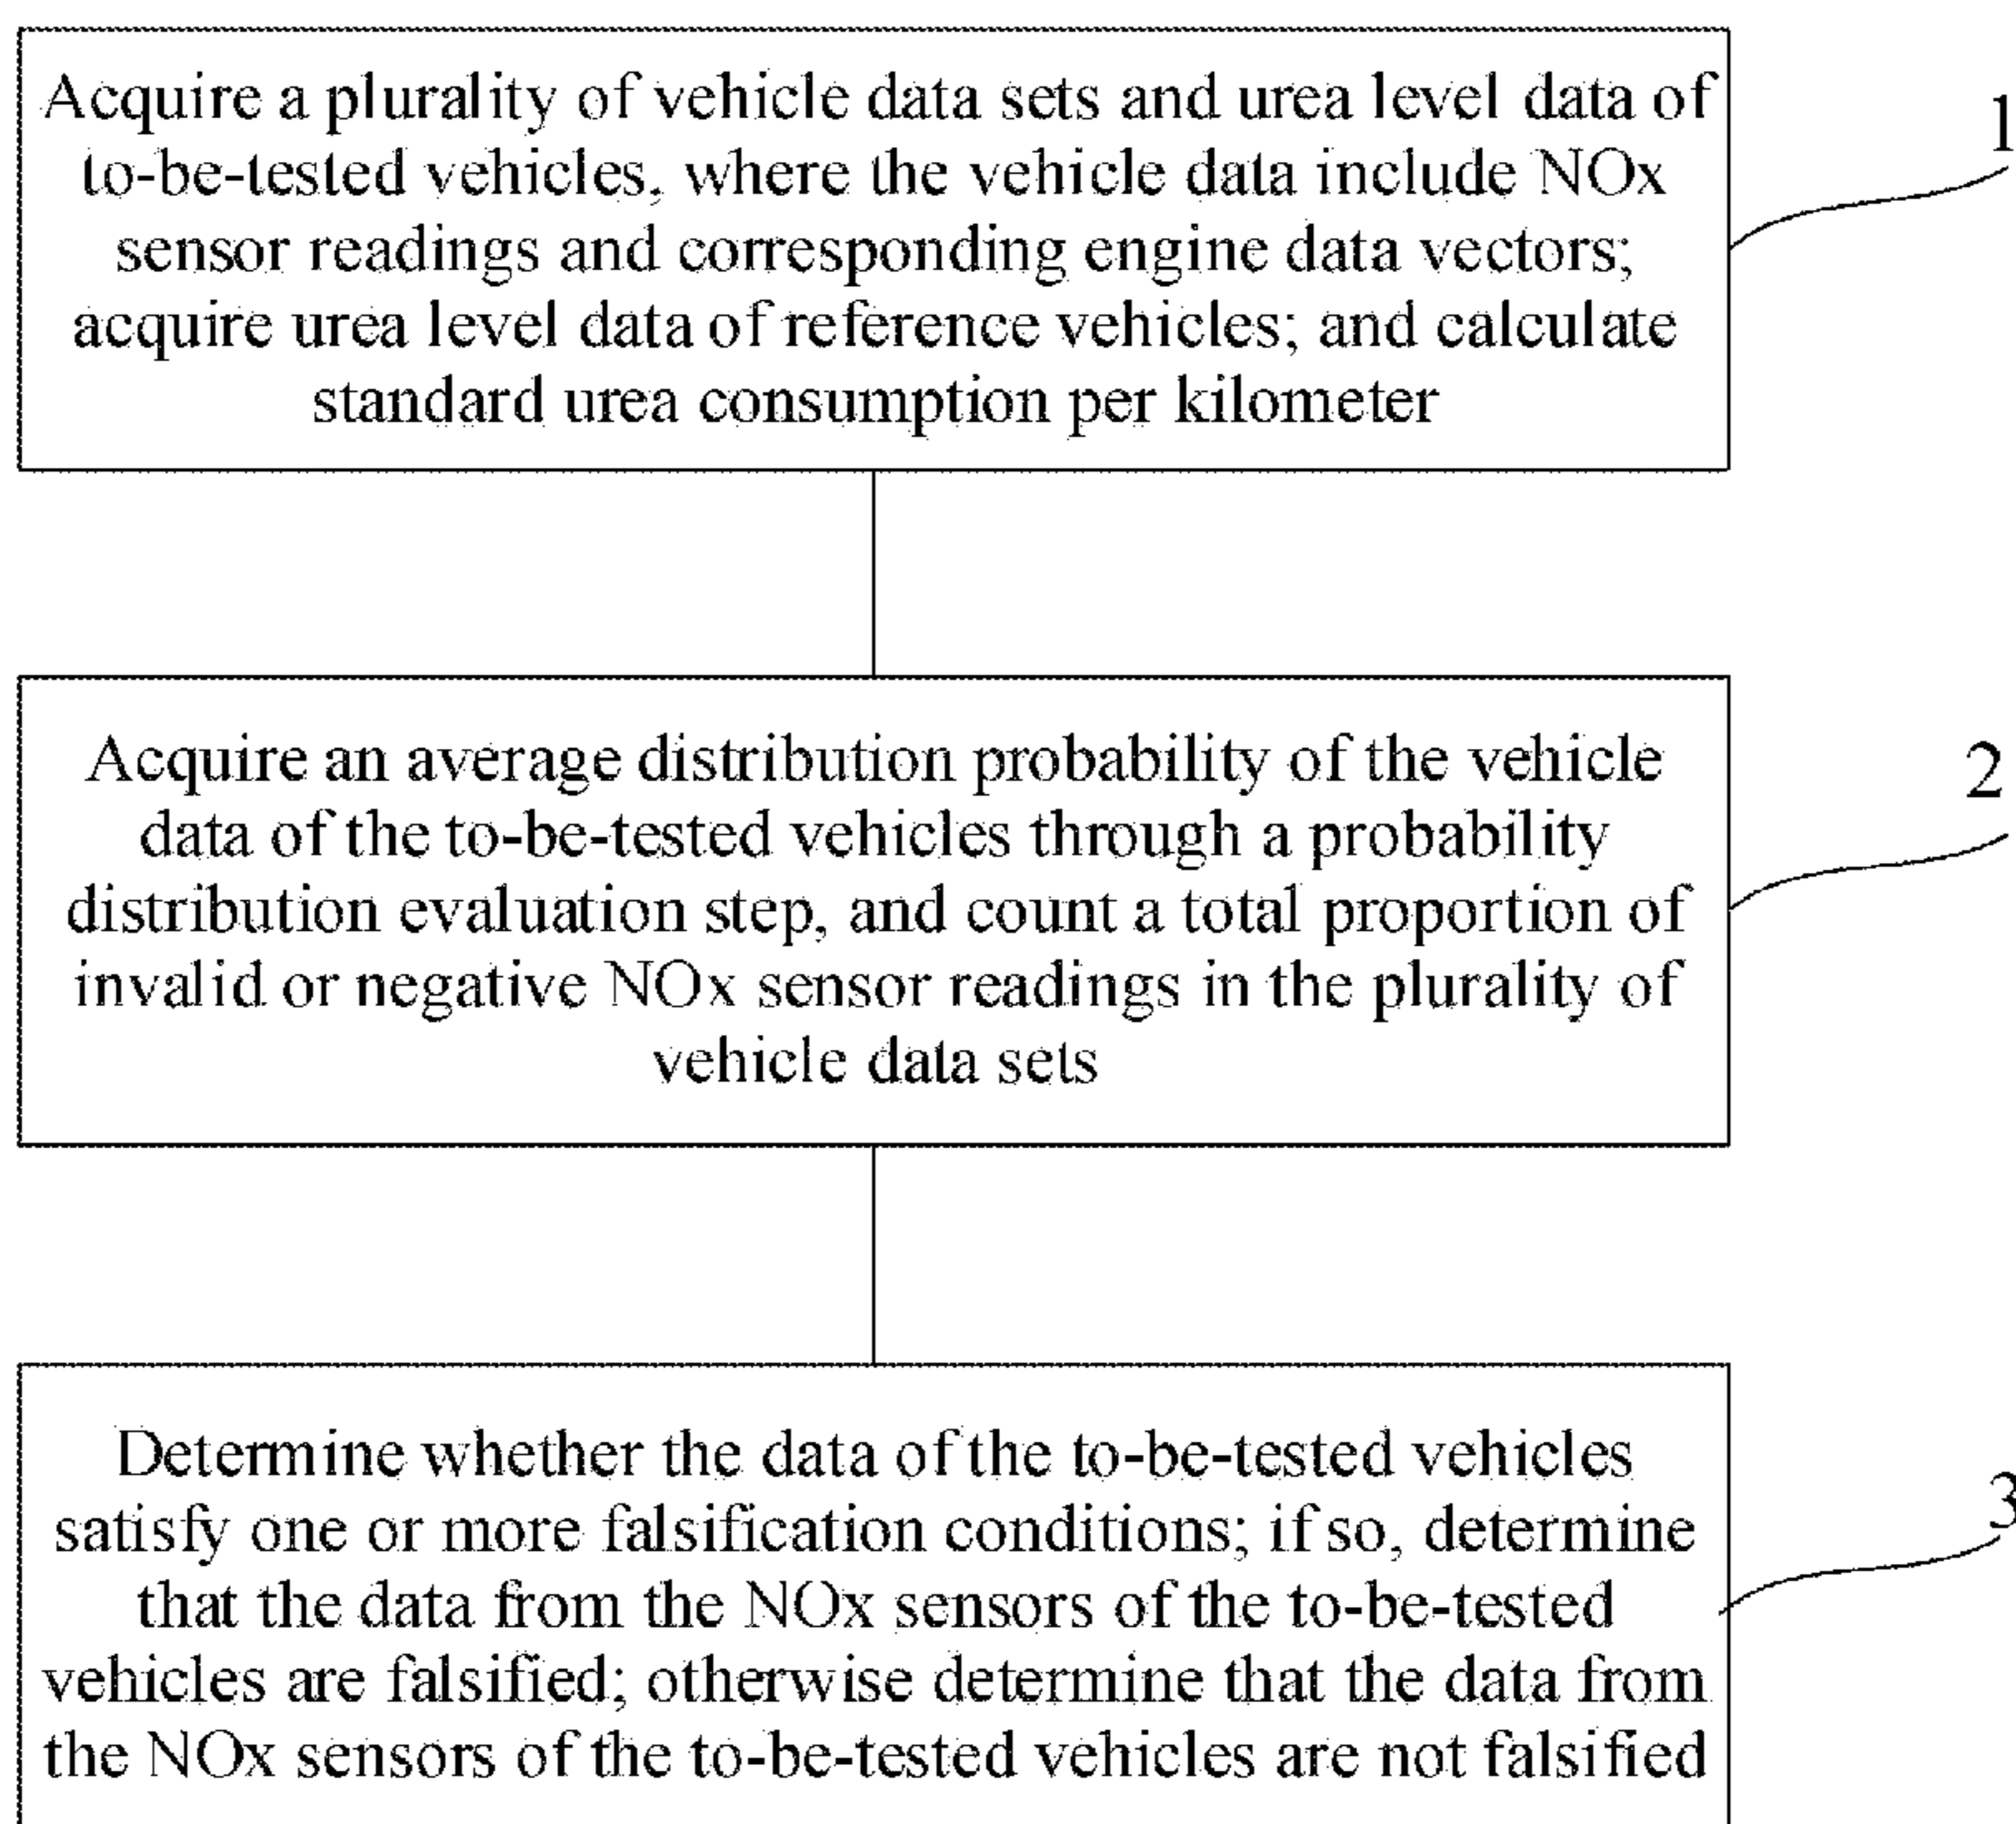 Acquire a plurality of vehicle data sets and urea level data of
to-be-tested vehicles, where the vehicle data include NOx
sensor readings and corresponding engine data vectors;
acquire urea level data of reference vehicles; and calculate
standard urea consumption per kilometer
1
Acquire an average distribution probability of the vehicle
data of the to-be-tested vehicles through a probability
distribution evaluation step, and count a total proportion of
invalid or negative NOx sensor readings in the plurality of
vehicle data sets
2
Determine whether the data of the to-be-tested vehicles
satisfy one or more falsification conditions; if so, determine
that the data from the NOx sensors of the to-be-tested
vehicles are falsified; otherwise determine that the data from
the NOx sensors of the to-be-tested vehicles are not falsified
3